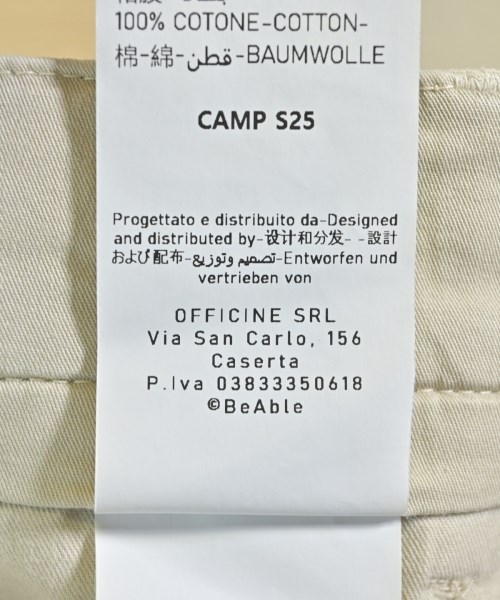 100% COTONE-COTTON-
棉-綿-قطن-BAUMWOLLE
CAMP S25
Progettato e distribuito da-Designed
and distributed by-设计和分发- -設計
および配布-تصميم وتوزيع-Entworfen und
vertrieben von
OFFICINE SRL
Via San Carlo, 156
Caserta
P.Iva 03833350618
©BeAble